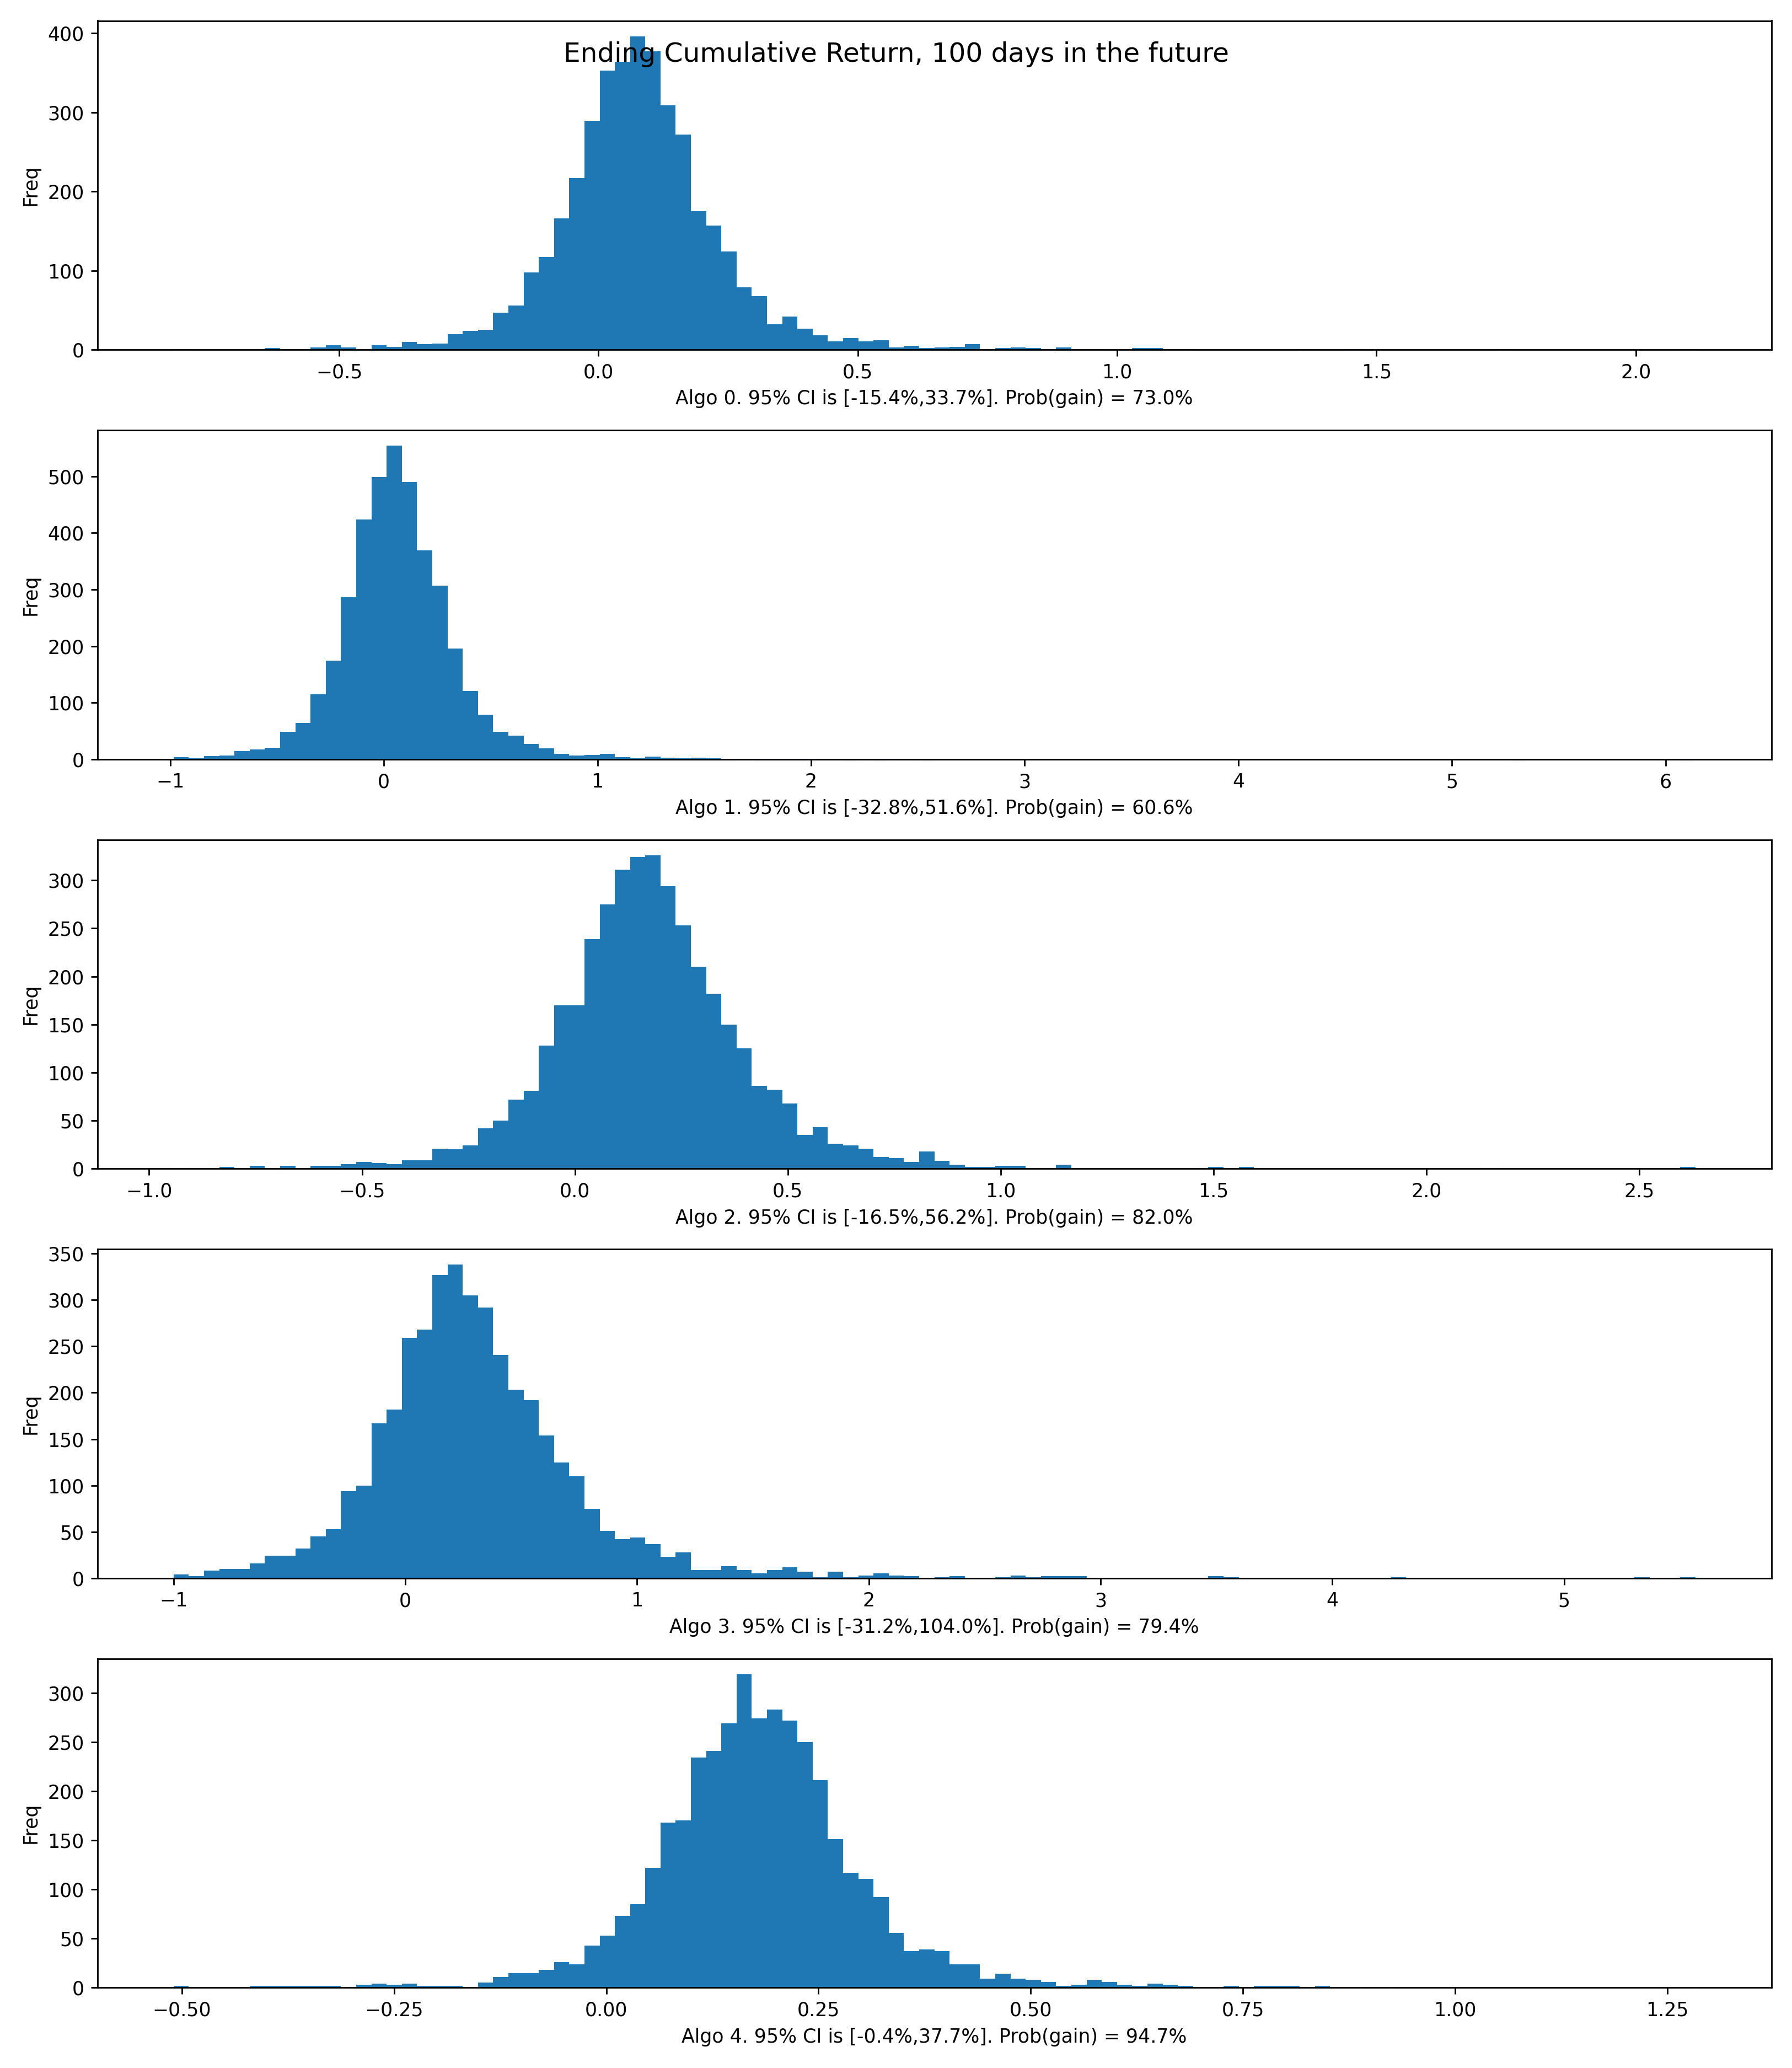 Ending Cumulative Return, 100 days in the future
400
300
200
100
0
Freq
−0.5 0.0 0.5 1.0 1.5 2.0
Algo 0. 95% CI is [-15.4%,33.7%]. Prob(gain) = 73.0%
500
400
300
200
100
0
Freq
−1 0 1 2 3 4 5 6
Algo 1. 95% CI is [-32.8%,51.6%]. Prob(gain) = 60.6%
300
250
200
150
100
50
0
Freq
−1.0 −0.5 0.0 0.5 1.0 1.5 2.0 2.5
Algo 2. 95% CI is [-16.5%,56.2%]. Prob(gain) = 82.0%
350
300
250
200
150
100
50
0
Freq
−1 0 1 2 3 4 5
Algo 3. 95% CI is [-31.2%,104.0%]. Prob(gain) = 79.4%
300
250
200
150
100
50
0
Freq
−0.50 −0.25 0.00 0.25 0.50 0.75 1.00 1.25
Algo 4. 95% CI is [-0.4%,37.7%]. Prob(gain) = 94.7%